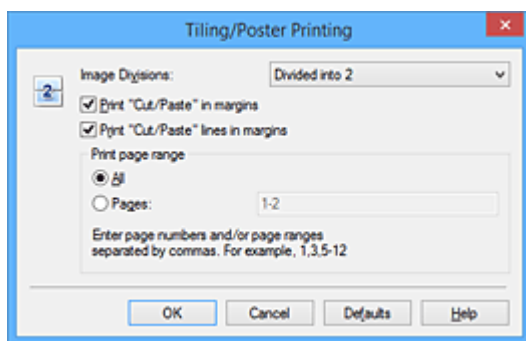 Tiling/Poster Printing
x
Image Divisions: Divided into 2
2
Print "Cut/Paste" in margins
Print "Cut/Paste" lines in margins
Print page range
All
Pages: 1-2
Enter page numbers and/or page ranges
separated by commas. For example, 1,3,5-12
OK Cancel Defaults Help